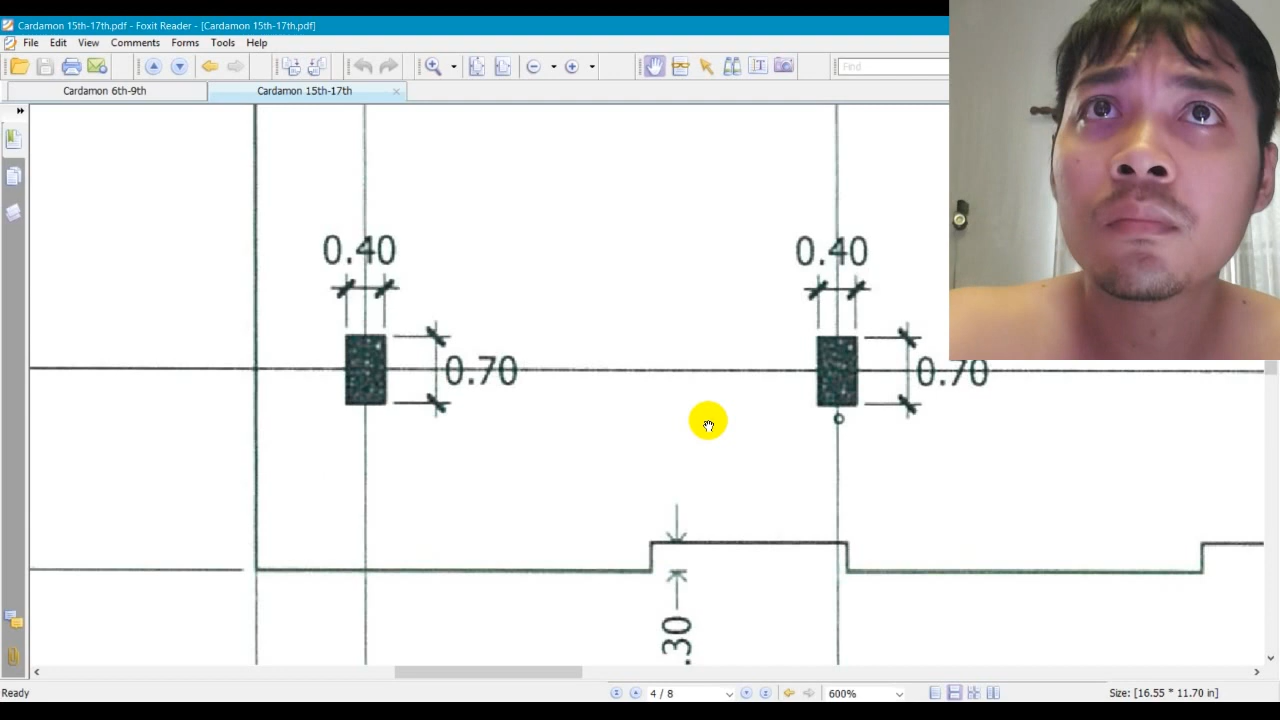 Cardamon 15th-17th.pdf - Foxit Reader - [Cardamon 15th-17th.pdf]
File Edit View Comments Forms Tools Help
Find
Cardamon 6th-9th Cardamon 15th-17th
0.40 0.40
0.70 0.70
.30
Ready 4 / 8 600% Size: [16.55 * 11.70 in]